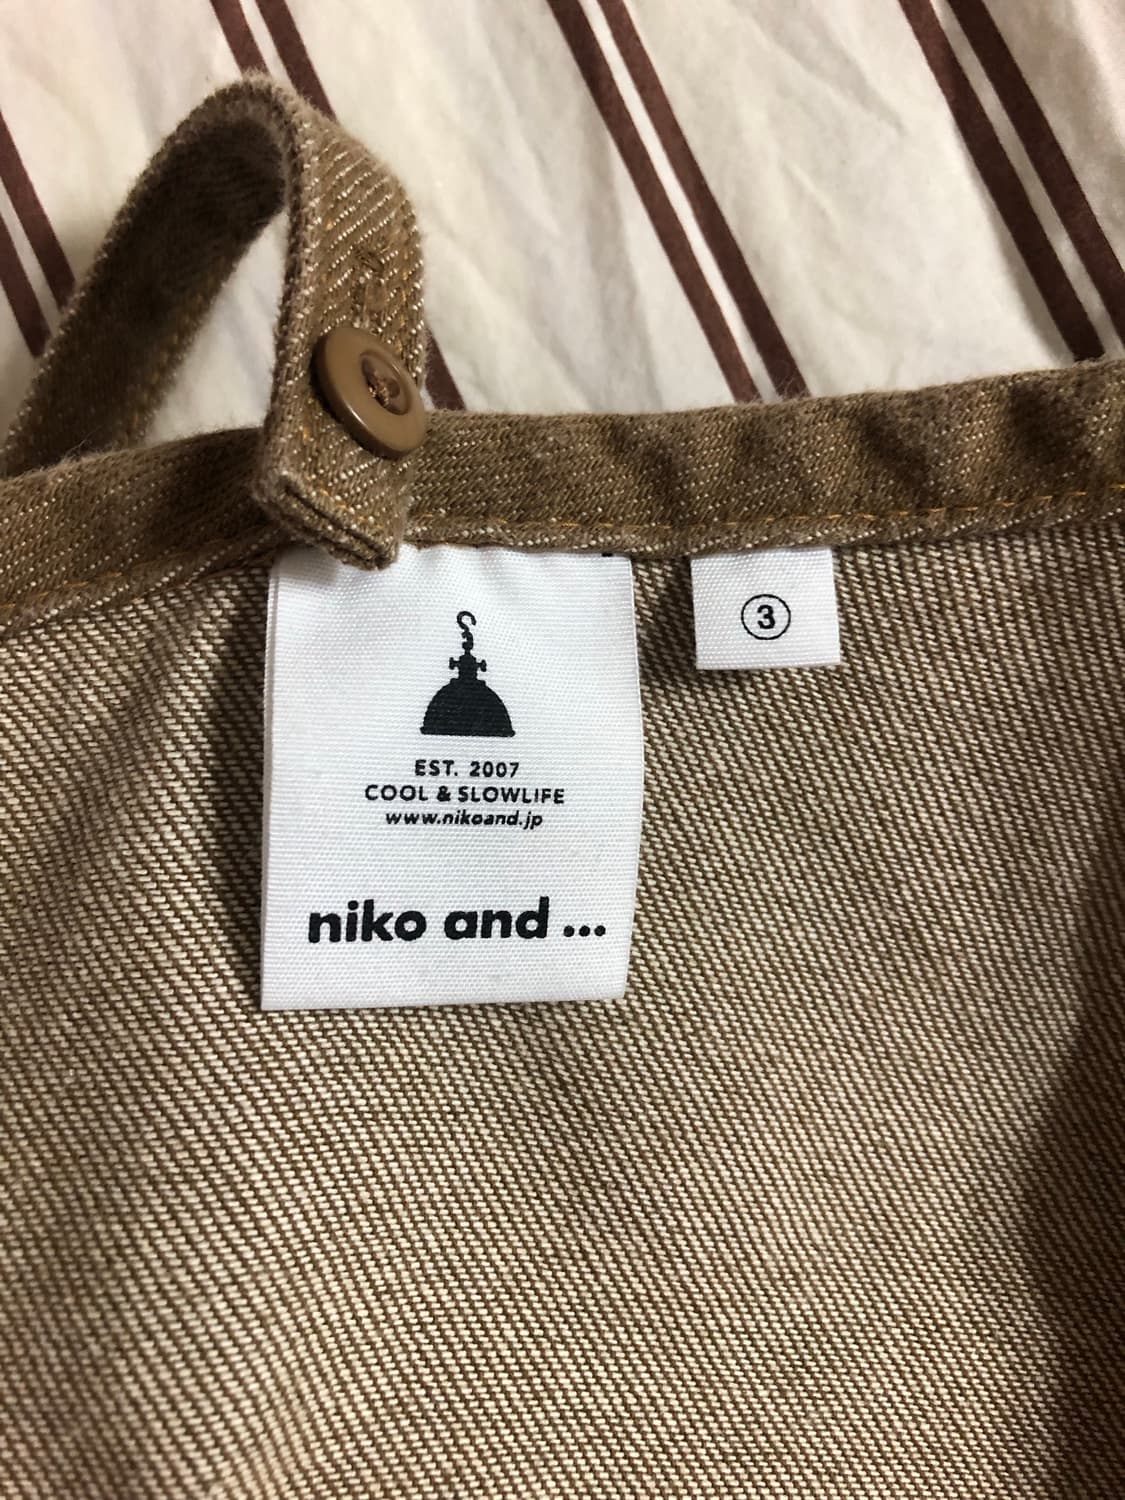 EST. 2007
COOL & SLOWLIFE
www.nikoand.jp
niko and ...
③